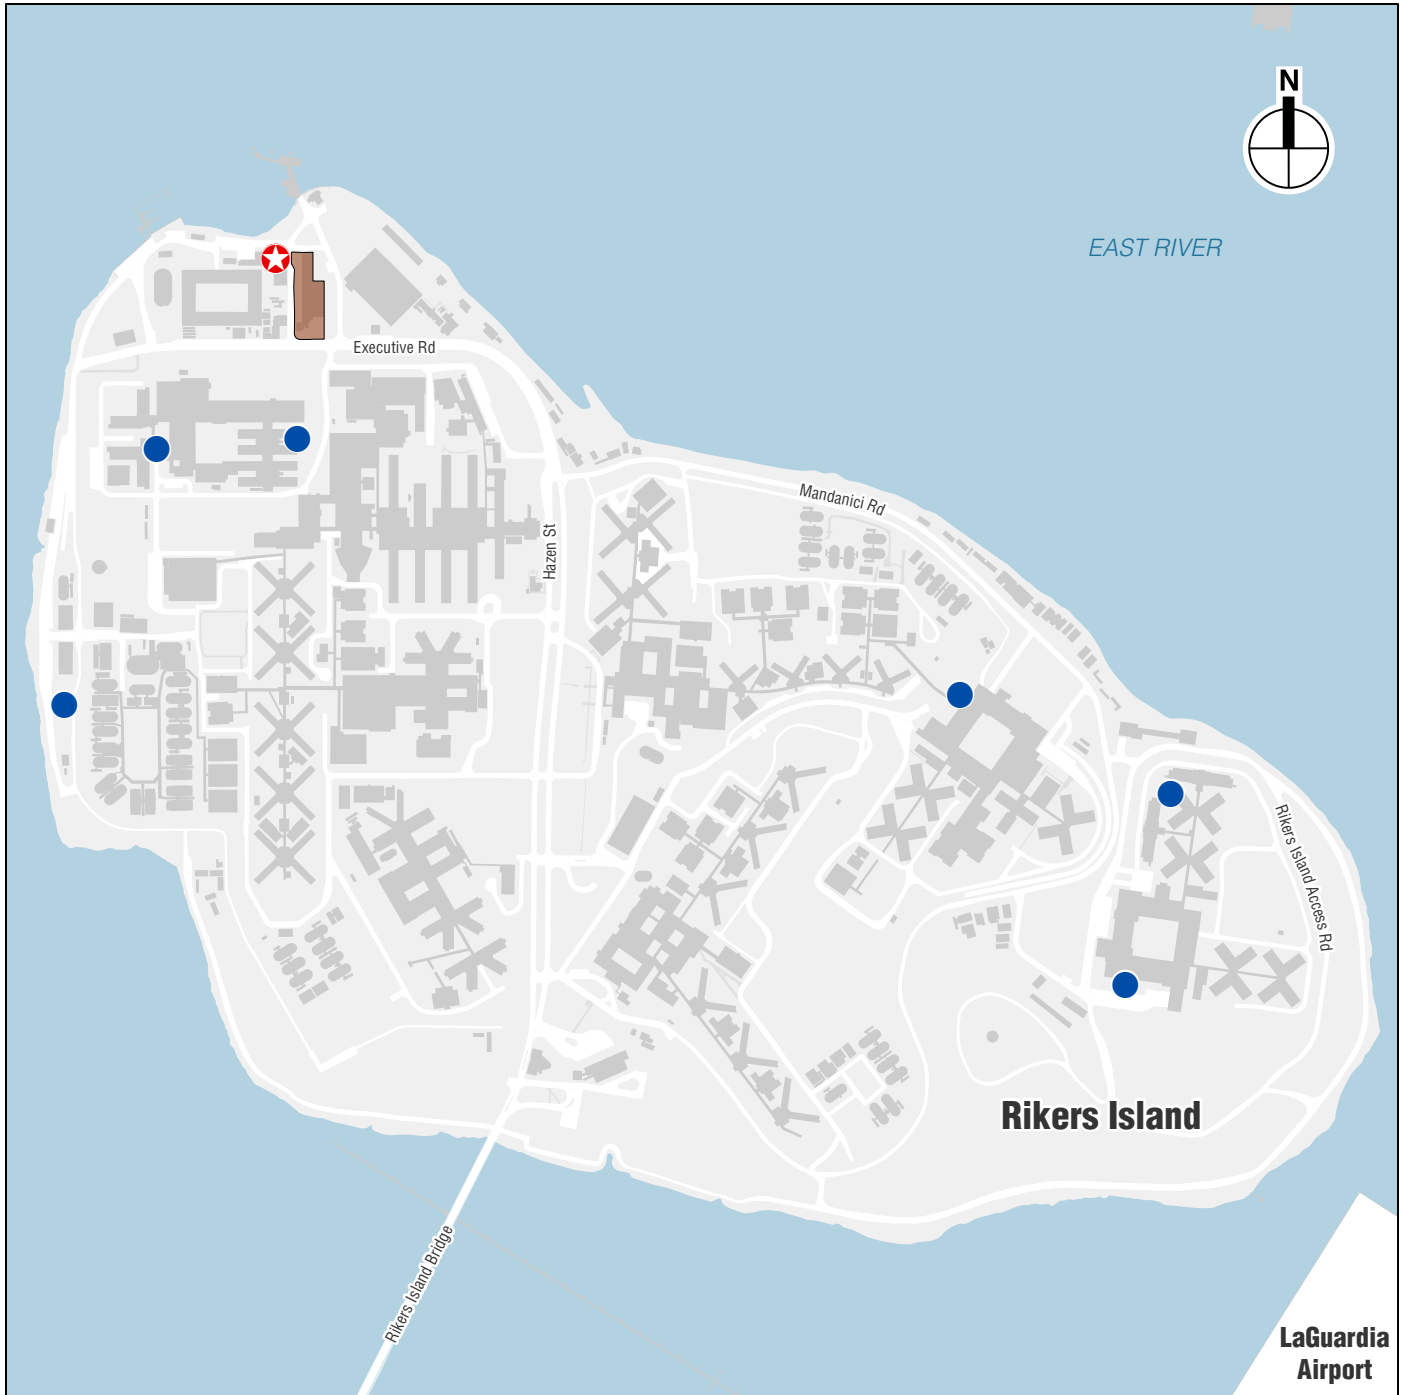 N
EAST RIVER
Executive Rd
Mandanici Rd
Hazen St
Rikers Island Access Rd
Rikers Island
Rikers Island Bridge
LaGuardia
Airport